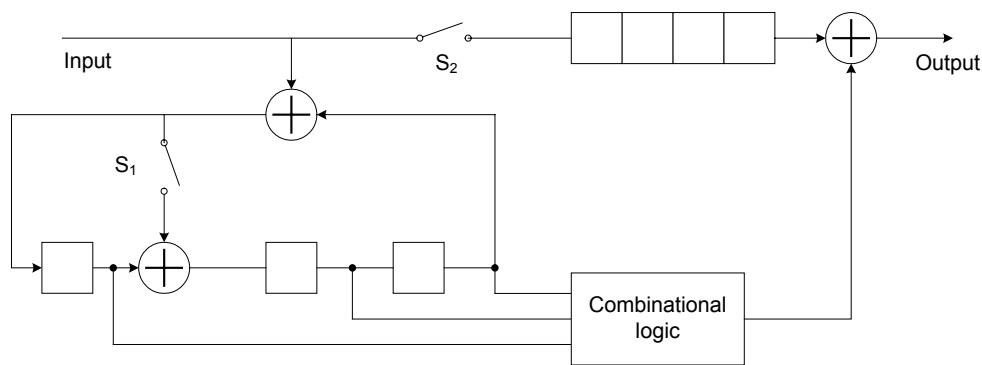 Input
S₂
Output
S₁
Combinational
logic